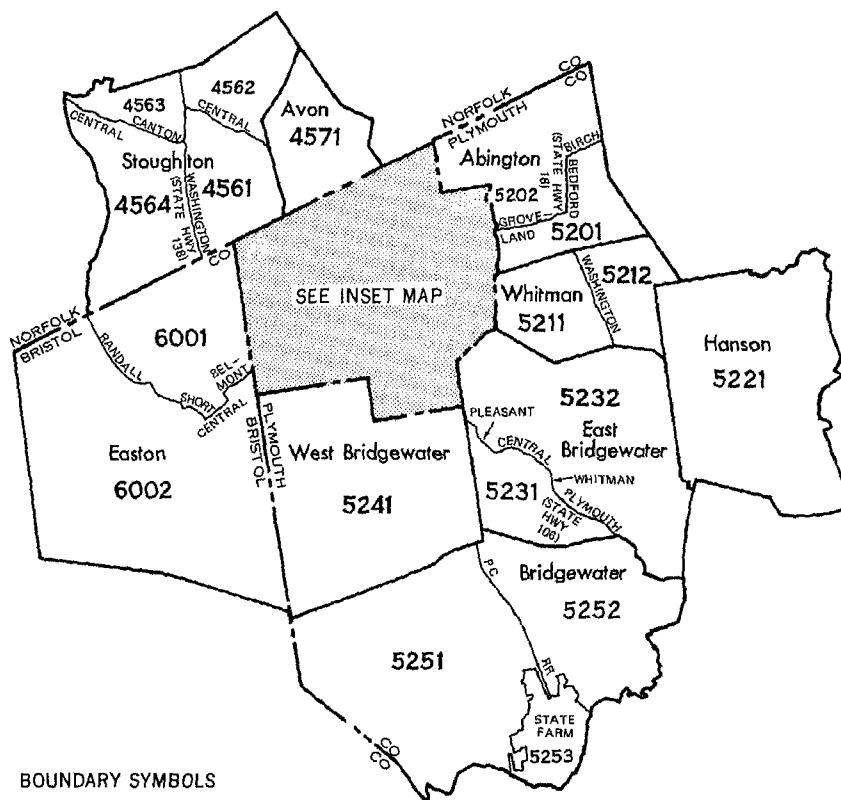 4562
4563
CENTRAL
CANTON
CENTRAL
Avon
4571
Stoughton
4564
4561
WASHINGTON
(STATE HWY
138)
CO
CO
CO
NORFOLK
PLYMOUTH
Abington
5202
(STATE HWY
18)
BEDFORD
BIRCH
GROVE-
LAND
5201
SEE INSET MAP
Whitman
5211
WASHINGTON
5212
Hanson
5221
NORFOLK
BRISTOL
6001
RANDALL
SHORT
BEL-
MONT
CENTRAL
Easton
6002
PLYMOUTH
BRISTOL
West Bridgewater
5241
5232
PLEASANT
East
Bridgewater
CENTRAL
WHITMAN
5231
PLYMOUTH
(STATE
HWY
106)
PC
RR
Bridgewater
5252
5251
STATE
FARM
5253
CO
CO
BOUNDARY SYMBOLS